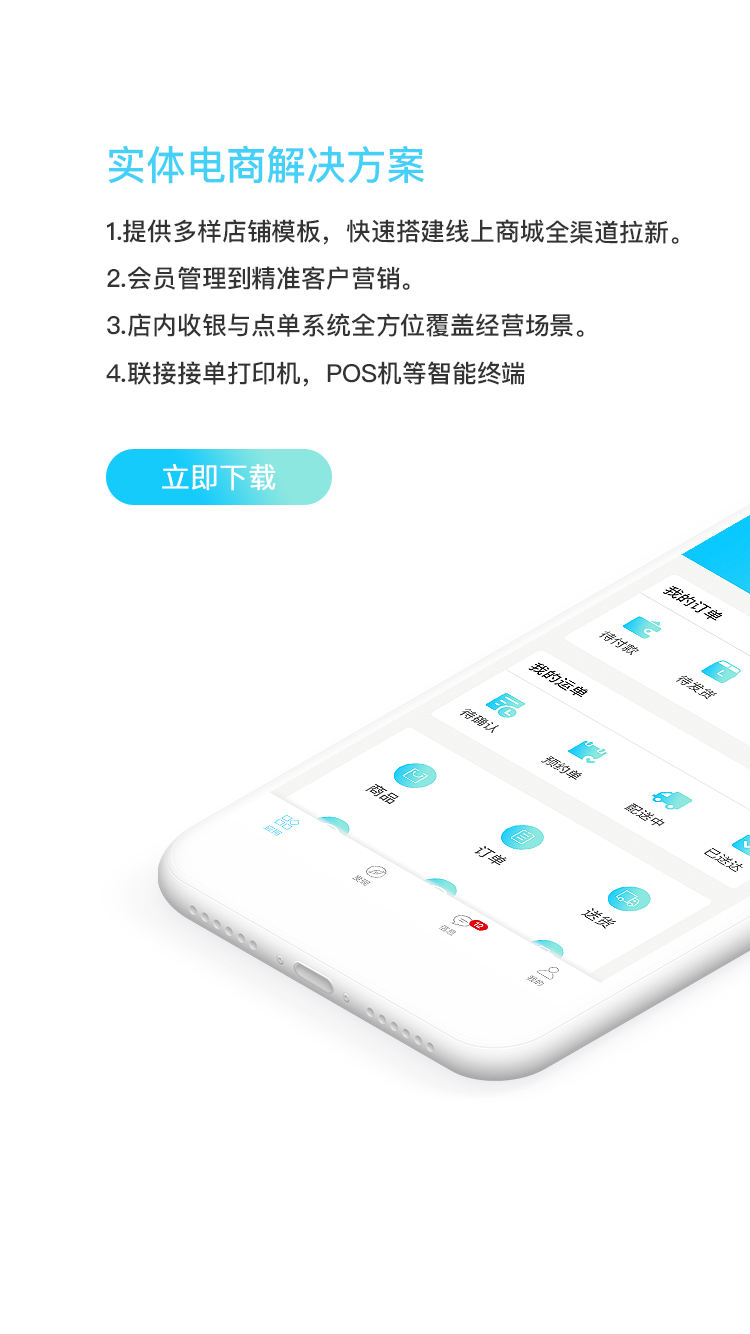 实体电商解决方案
1.提供多样店铺模板，快速搭建线上商城全渠道拉新。
2.会员管理到精准客户营销。
3.店内收银与点单系统全方位覆盖经营场景。
4.联接接单打印机，POS机等智能终端
立即下载
我的订单
待付款
待发货
我的运单
待确认
预约单
配送中
已送达
商品
订单
送货
应用
发现
信息
12
我的